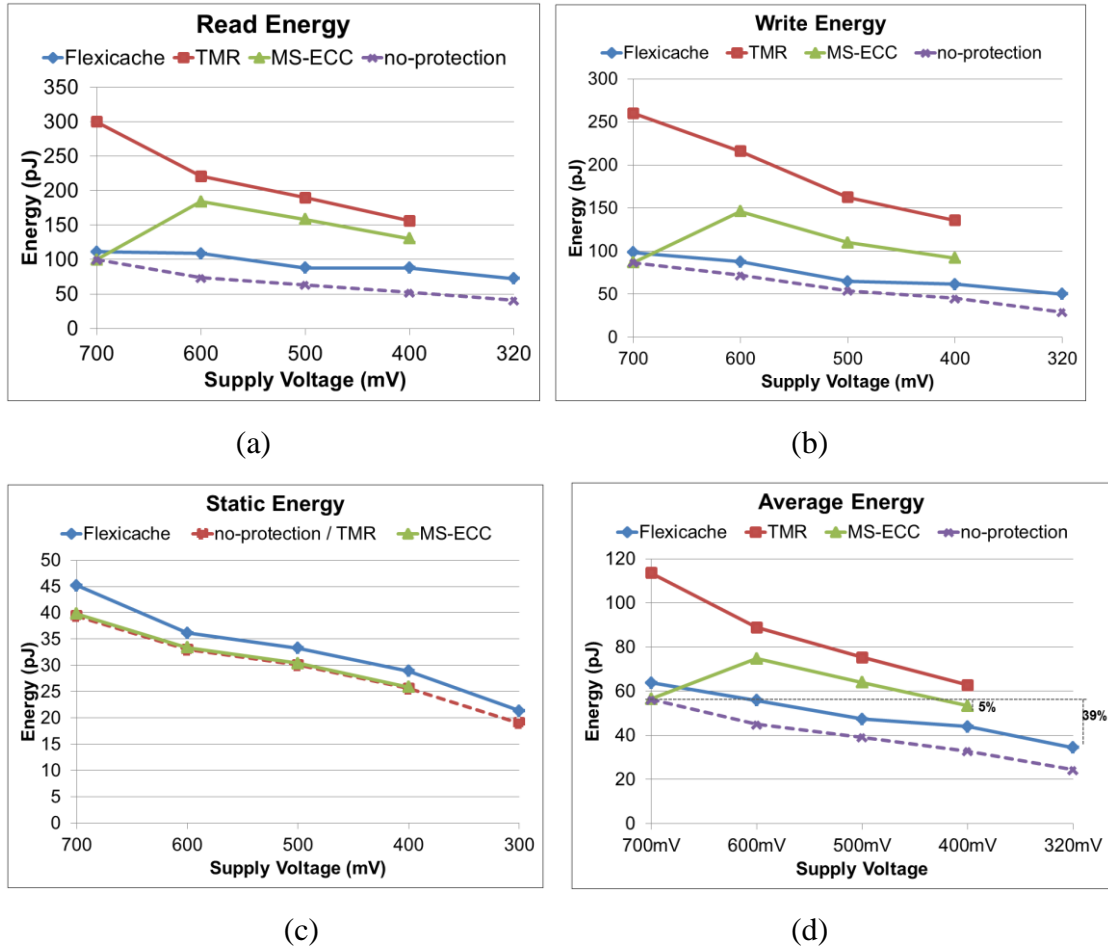 Read Energy
Flexicache TMR MS-ECC no-protection
350
300
250
200
150
100
50
0
Energy (pJ)
700 600 500 400 320
Supply Voltage (mV)
(a)
Write Energy
Flexicache TMR MS-ECC no-protection
300
250
200
150
100
50
0
Energy (pJ)
700 600 500 400 320
Supply Voltage (mV)
(b)
Static Energy
Flexicache no-protection / TMR MS-ECC
50
45
40
35
30
25
20
15
10
5
0
Energy (pJ)
700 600 500 400 300
Supply Voltage (mV)
(c)
Average Energy
Flexicache TMR MS-ECC no-protection
120
100
80
60
40
20
0
Energy (pJ)
5%
39%
700mV 600mV 500mV 400mV 320mV
Supply Voltage
(d)